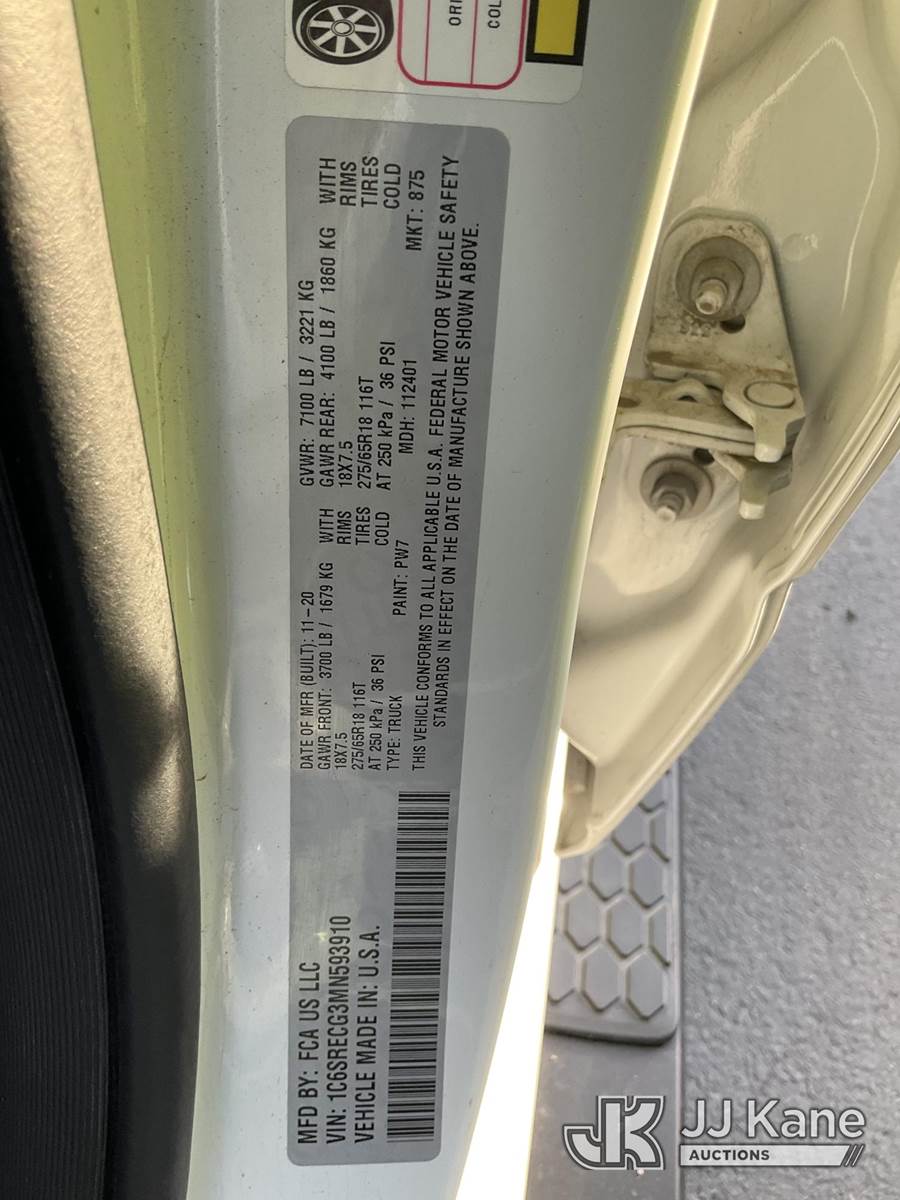 MFD BY: FCA US LLC
VIN: 1C6SRECG3MN593910
VEHICLE MADE IN: U.S.A.
DATE OF MFR (BUILT): 11-20 GVWR: 7100 LB / 3221 KG
GAWR FRONT: 3700 LB / 1679 KG WITH GAWR REAR: 4100 LB / 1860 KG WITH
18X7.5 RIMS 18X7.5 RIMS
275/65R18 116T TIRES 275/65R18 116T TIRES
AT 250 kPa / 36 PSI COLD AT 250 kPa / 36 PSI COLD
TYPE: TRUCK PAINT: PW7 MDH: 112401 MKT: 875
THIS VEHICLE CONFORMS TO ALL APPLICABLE U.S.A. FEDERAL MOTOR VEHICLE SAFETY
STANDARDS IN EFFECT ON THE DATE OF MANUFACTURE SHOWN ABOVE.
ORI
COL
JK JJ Kane
AUCTIONS